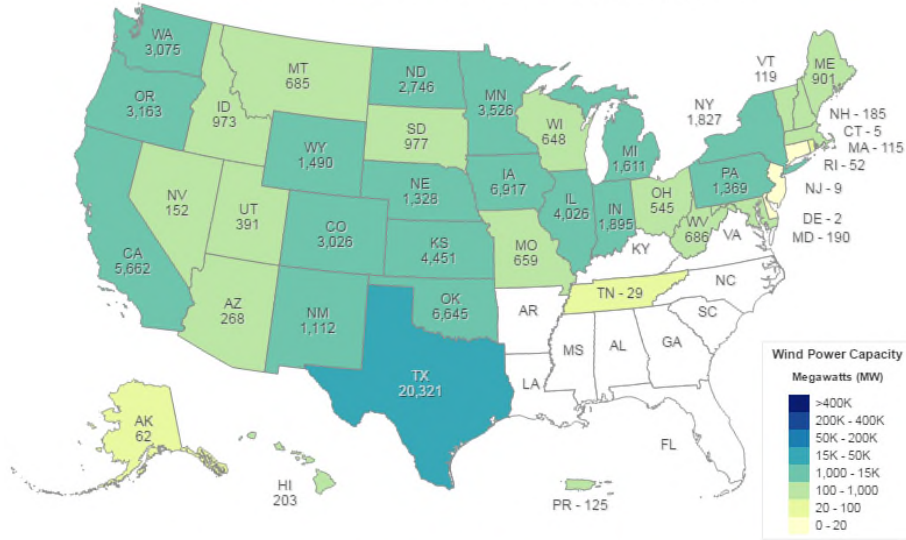 WA
3,075
OR
3,163
CA
5,662
ID
973
NV
152
MT
685
WY
1,490
UT
391
AZ
268
CO
3,026
NM
1,112
ND
2,746
SD
977
NE
1,328
KS
4,451
OK
6,645
TX
20,321
MN
3,526
IA
6,917
MO
659
AR
LA
WI
648
IL
4,026
MI
1,611
IN
1,895
OH
545
KY
TN - 29
MS
AL
GA
FL
SC
NC
VA
WV
686
PA
1,369
NY
1,827
VT
119
ME
901
NH - 185
CT - 5
MA - 115
RI - 52
NJ - 9
DE - 2
MD - 190
AK
62
HI
203
PR - 125
Wind Power Capacity
Megawatts (MW)
>400K
200K - 400K
50K - 200K
15K - 50K
1,000 - 15K
100 - 1,000
20 - 100
0 - 20